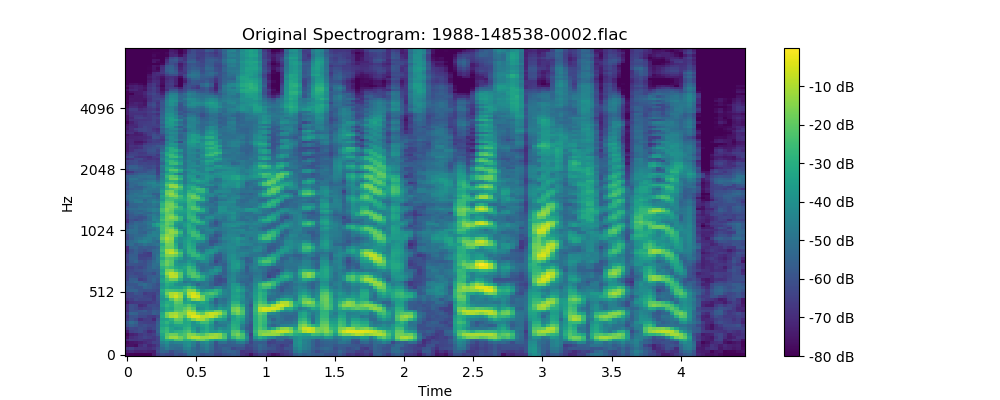 Original Spectrogram: 1988-148538-0002.flac
Hz
4096
2048
1024
512
0
0 0.5 1 1.5 2 2.5 3 3.5 4
Time
-10 dB
-20 dB
-30 dB
-40 dB
-50 dB
-60 dB
-70 dB
-80 dB